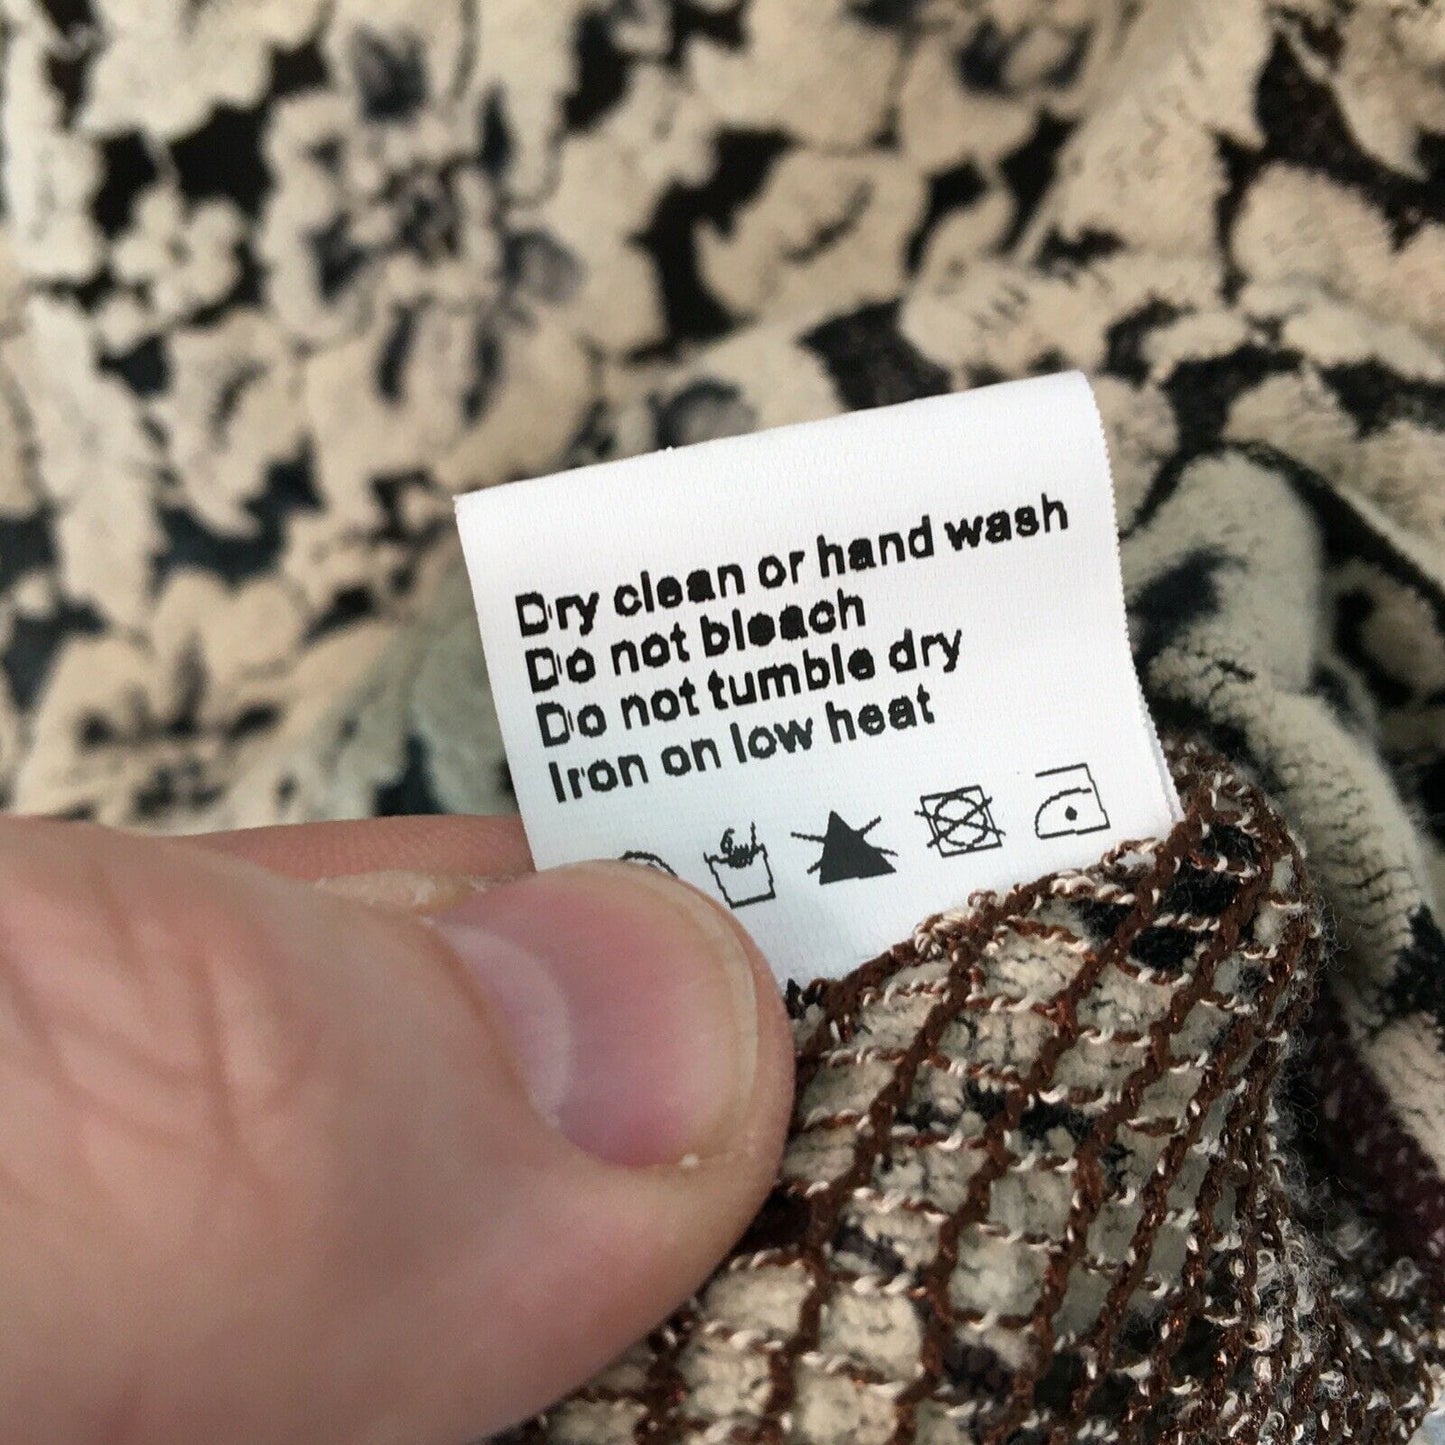 Dry clean or hand wash
Do not bleach
Do not tumble dry
Iron on low heat